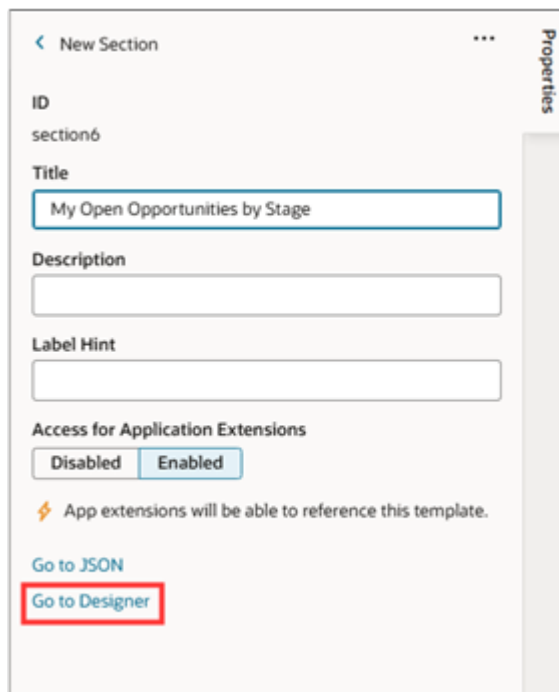 New Section
Properties
ID
section6
Title
My Open Opportunities by Stage
Description
Label Hint
Access for Application Extensions
Disabled Enabled
App extensions will be able to reference this template.
Go to JSON
Go to Designer